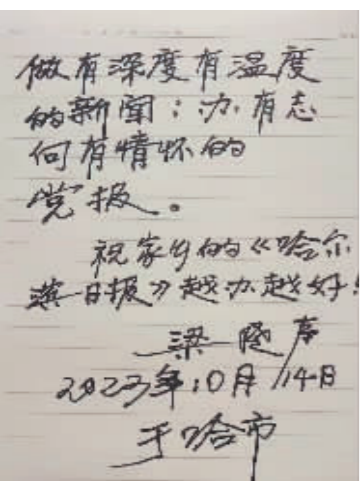 做有深度有温度
的新闻；办有志
向有情怀的
党报。
祝家乡的《哈尔
滨日报》越办越好！
梁晓声
2023年10月14日
于哈市